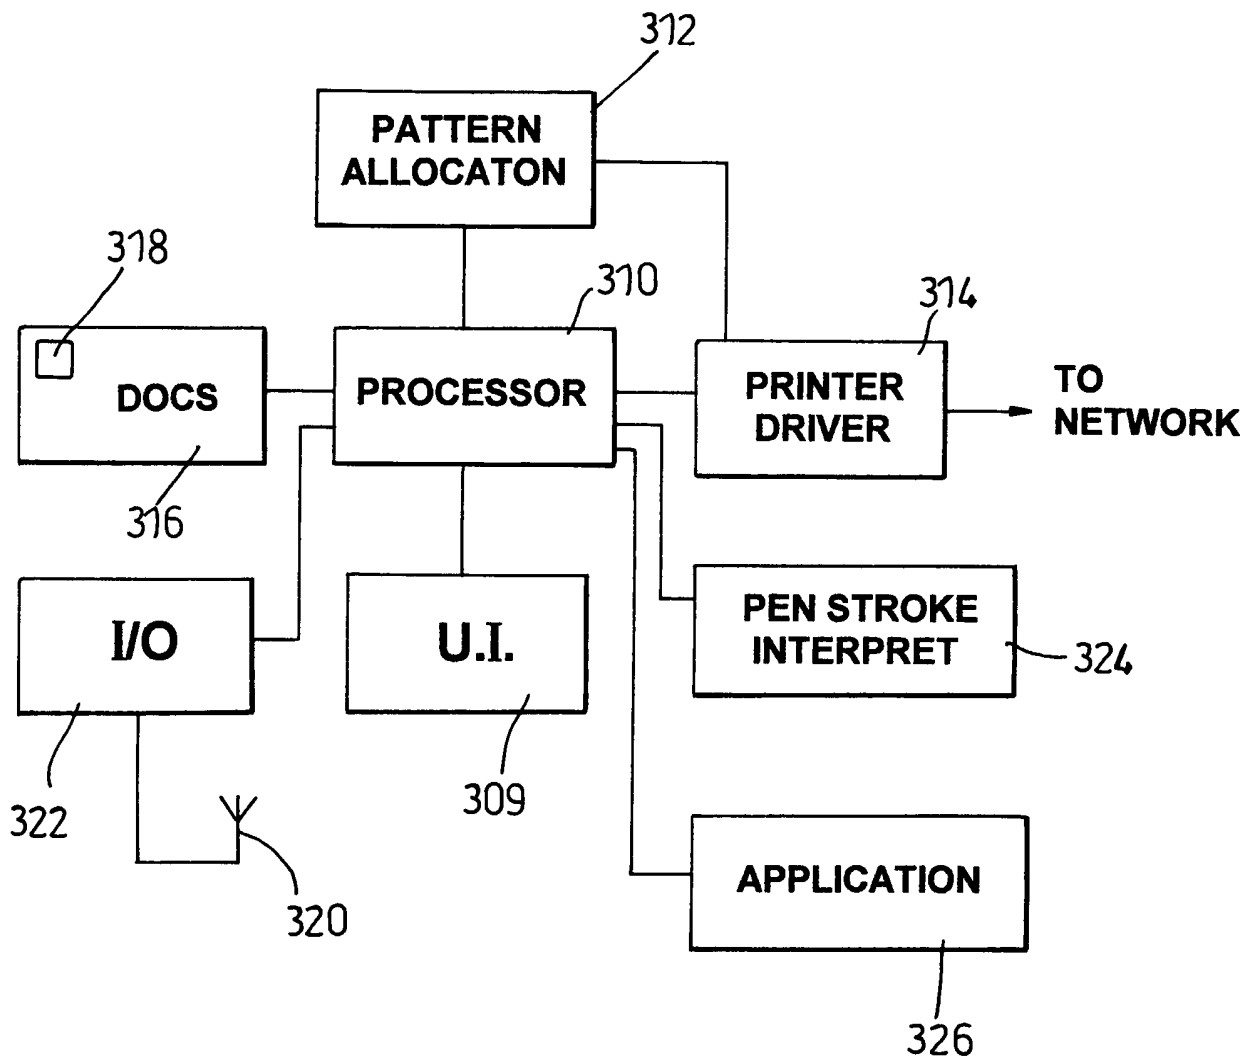 312
PATTERN
ALLOCATON
318
310
314
DOCS
PROCESSOR
PRINTER
DRIVER
TO
NETWORK
316
I/O
U.I.
PEN STROKE
INTERPRET
324
322
309
320
APPLICATION
326